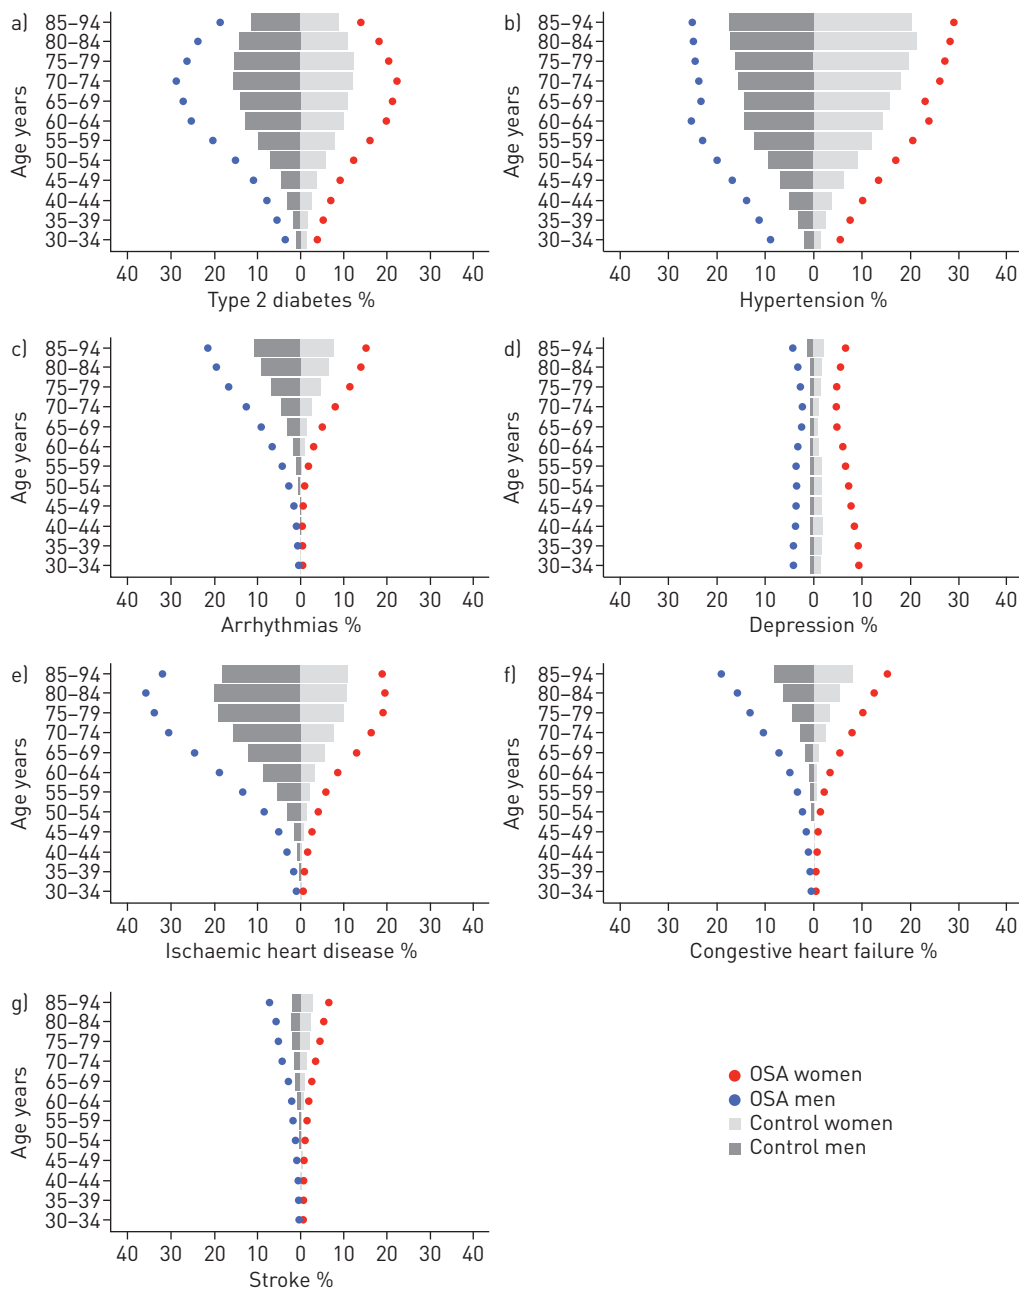 a)
Age years
85–94
80–84
75–79
70–74
65–69
60–64
55–59
50–54
45–49
40–44
35–39
30–34
40 30 20 10 0 10 20 30 40
Type 2 diabetes %
b)
Age years
85–94
80–84
75–79
70–74
65–69
60–64
55–59
50–54
45–49
40–44
35–39
30–34
40 30 20 10 0 10 20 30 40
Hypertension %
c)
Age years
85–94
80–84
75–79
70–74
65–69
60–64
55–59
50–54
45–49
40–44
35–39
30–34
40 30 20 10 0 10 20 30 40
Arrhythmias %
d)
Age years
85–94
80–84
75–79
70–74
65–69
60–64
55–59
50–54
45–49
40–44
35–39
30–34
40 30 20 10 0 10 20 30 40
Depression %
e)
Age years
85–94
80–84
75–79
70–74
65–69
60–64
55–59
50–54
45–49
40–44
35–39
30–34
40 30 20 10 0 10 20 30 40
Ischaemic heart disease %
f)
Age years
85–94
80–84
75–79
70–74
65–69
60–64
55–59
50–54
45–49
40–44
35–39
30–34
40 30 20 10 0 10 20 30 40
Congestive heart failure %
g)
Age years
85–94
80–84
75–79
70–74
65–69
60–64
55–59
50–54
45–49
40–44
35–39
30–34
40 30 20 10 0 10 20 30 40
Stroke %
OSA women
OSA men
Control women
Control men